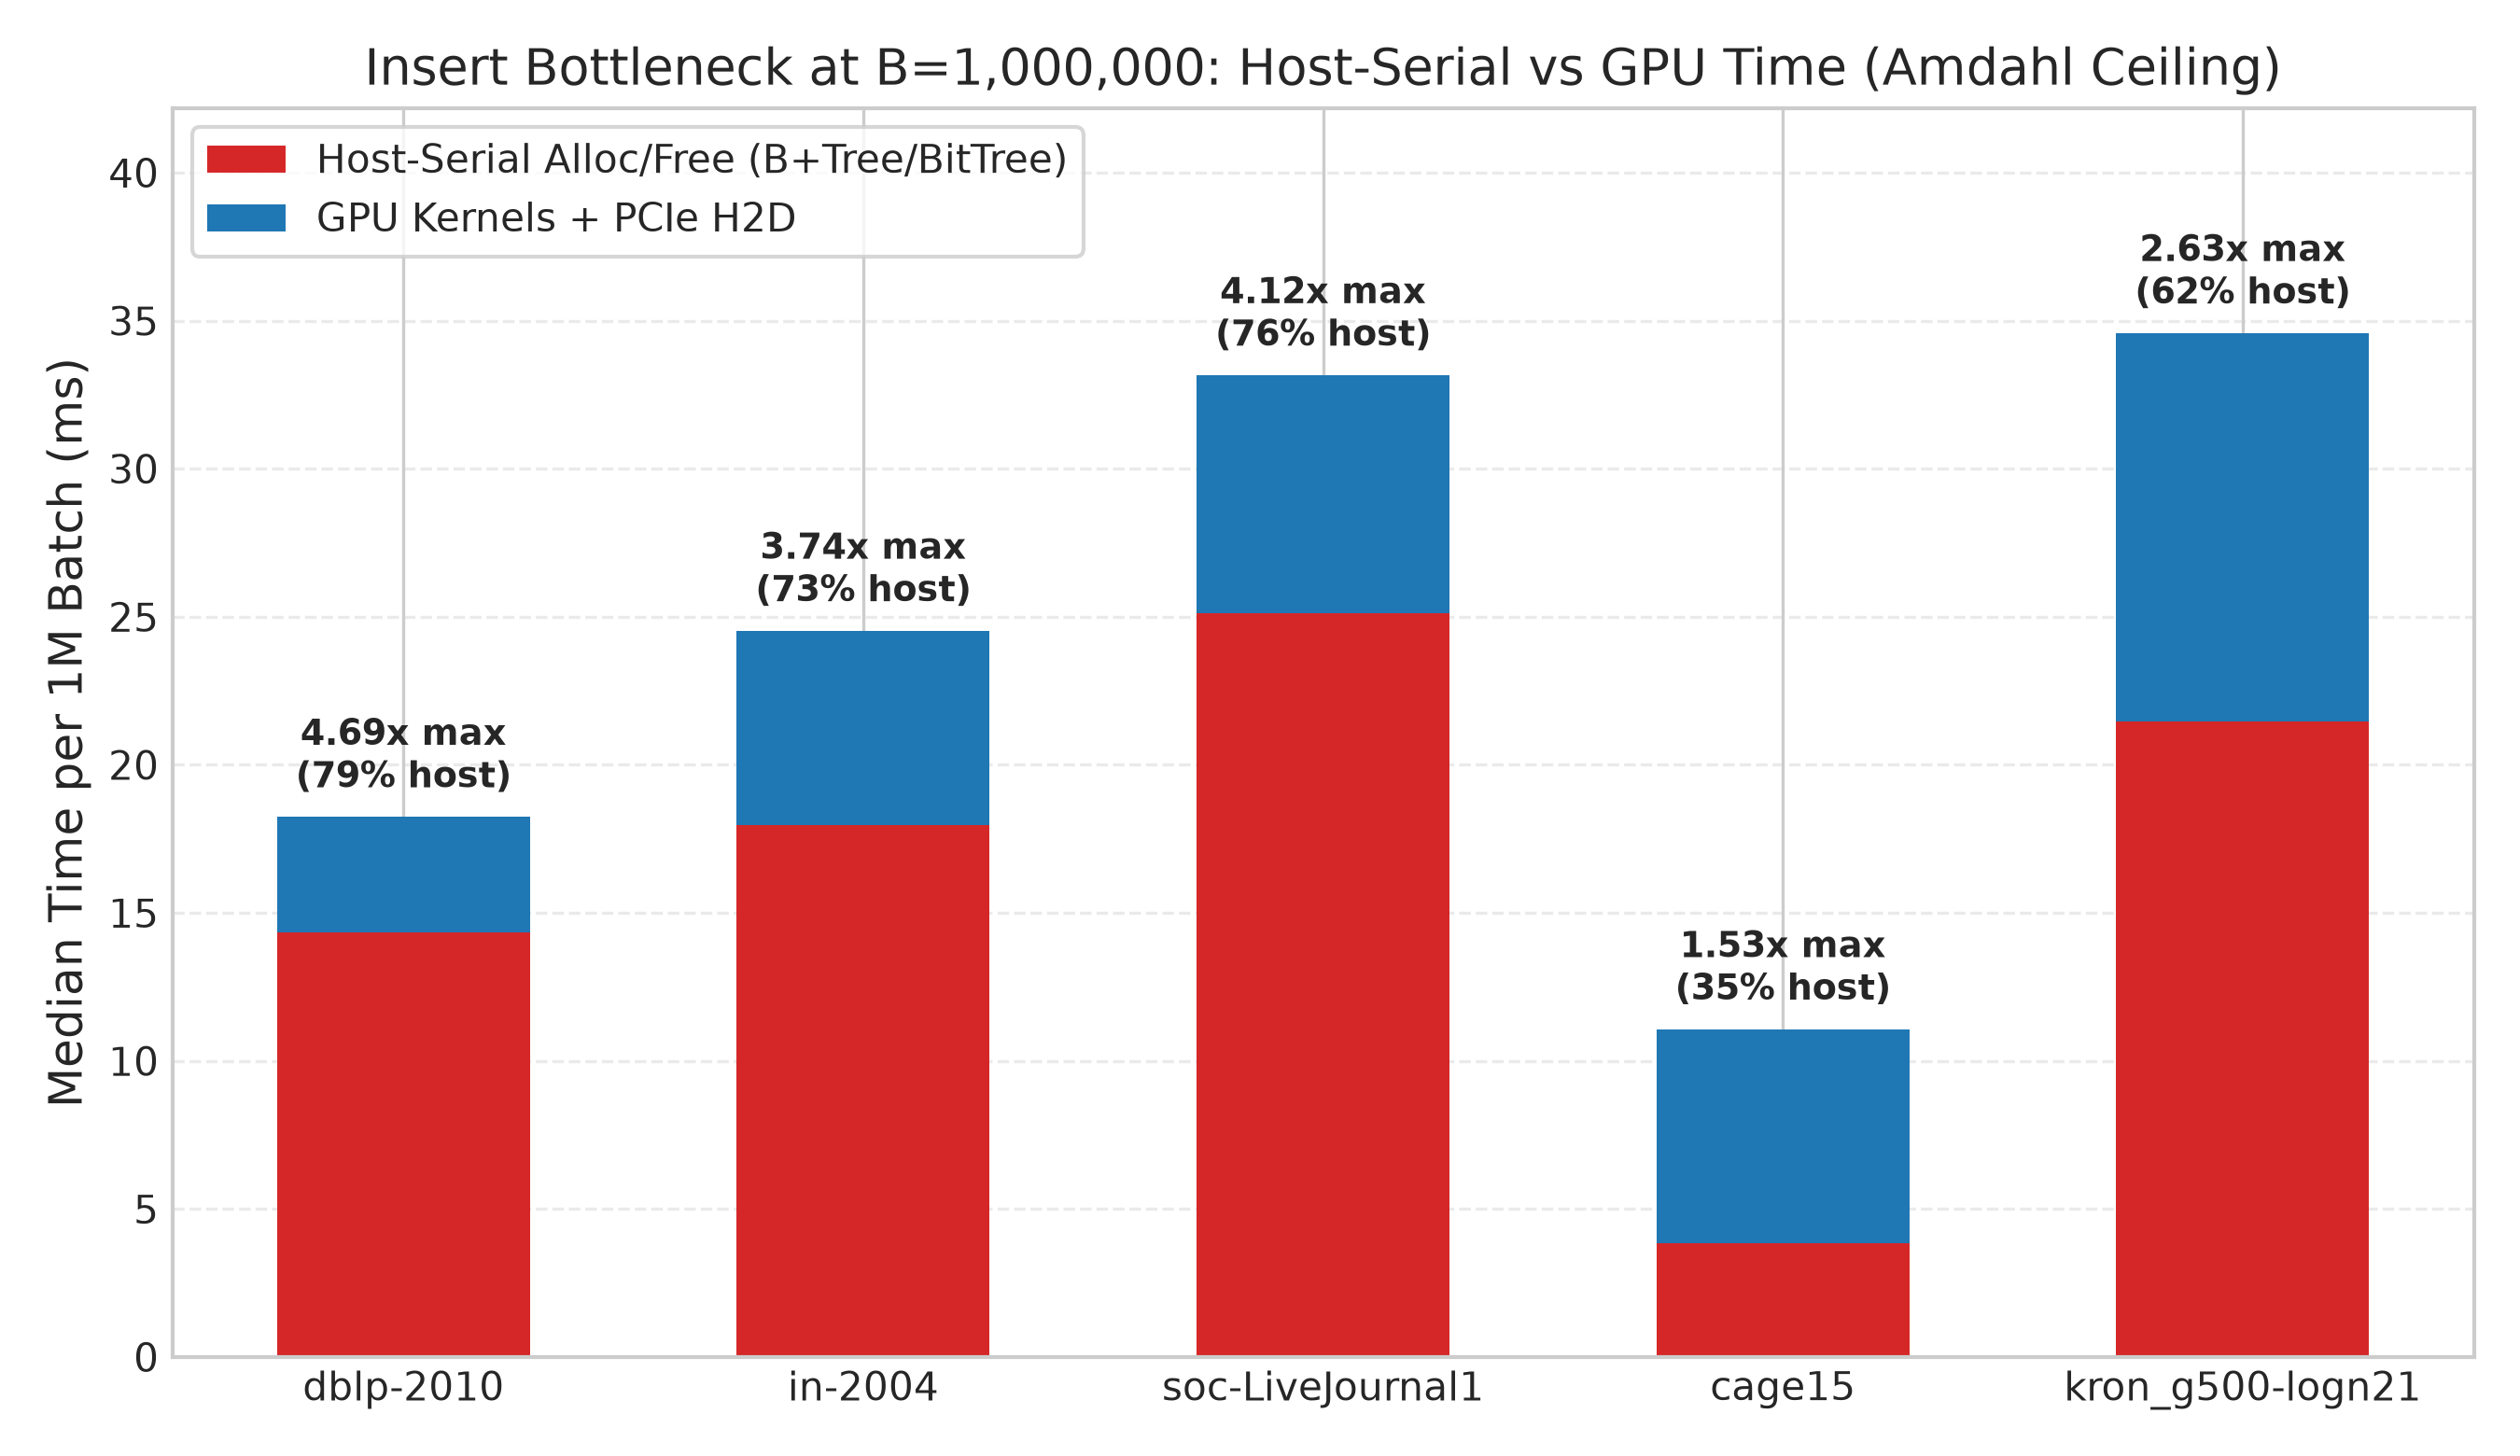 Insert Bottleneck at B=1,000,000: Host-Serial vs GPU Time (Amdahl Ceiling)
Host-Serial Alloc/Free (B+Tree/BitTree)
GPU Kernels + PCIe H2D
Median Time per 1M Batch (ms)
40
35
30
25
20
15
10
5
0
4.69x max
(79% host)
3.74x max
(73% host)
4.12x max
(76% host)
1.53x max
(35% host)
2.63x max
(62% host)
dblp-2010
in-2004
soc-LiveJournal1
cage15
kron_g500-logn21